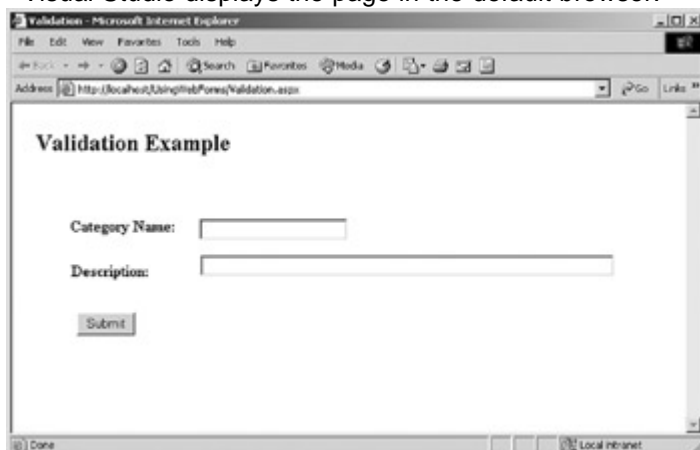 Visual Studio displays the page in the default browser.
Validation - Microsoft Internet Explorer
File Edit View Favorites Tools Help
Back Search Favorites Media
Address http://localhost/UsingWebForms/Validation.aspx Go Links »
Validation Example
Category Name:
Description:
Submit
Done Local intranet